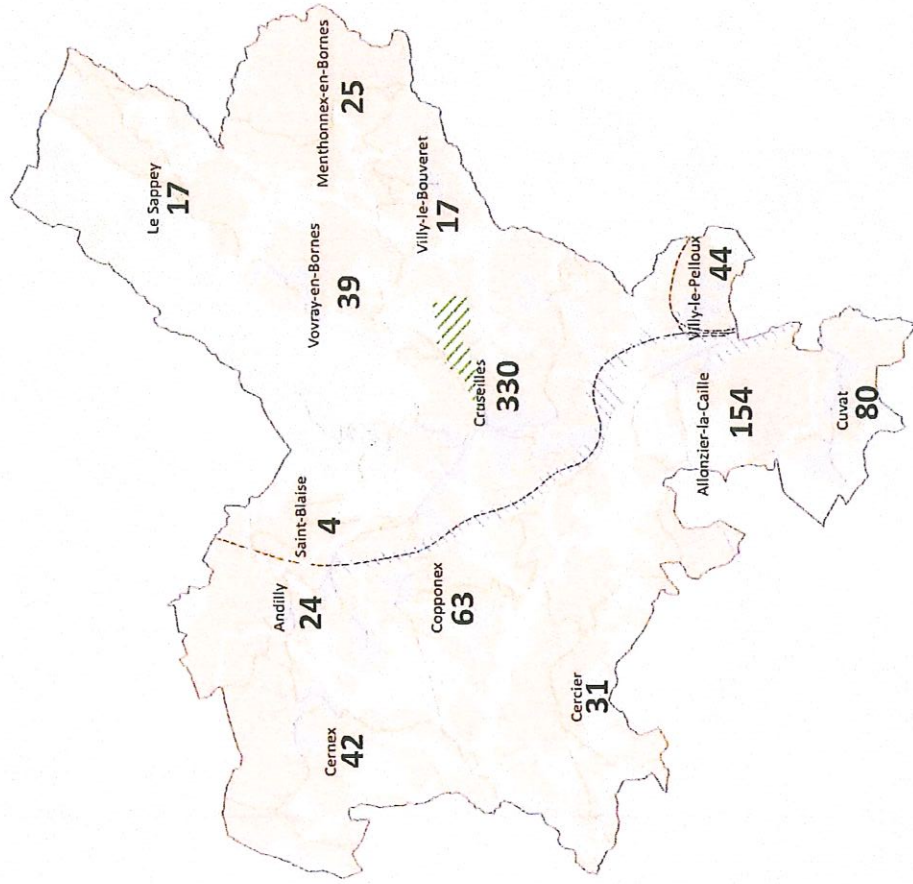 Le Sappey
17
Menthonnex-en-Bornes
25
Vovray-en-Bornes
39
Villy-le-Bouveret
17
Saint-Blaise
4
Andilly
24
Cernex
42
Copponex
63
Cruseilles
330
Cercier
31
Villy-le-Pelloux
44
Allonzier-la-Caille
154
Cuvat
80